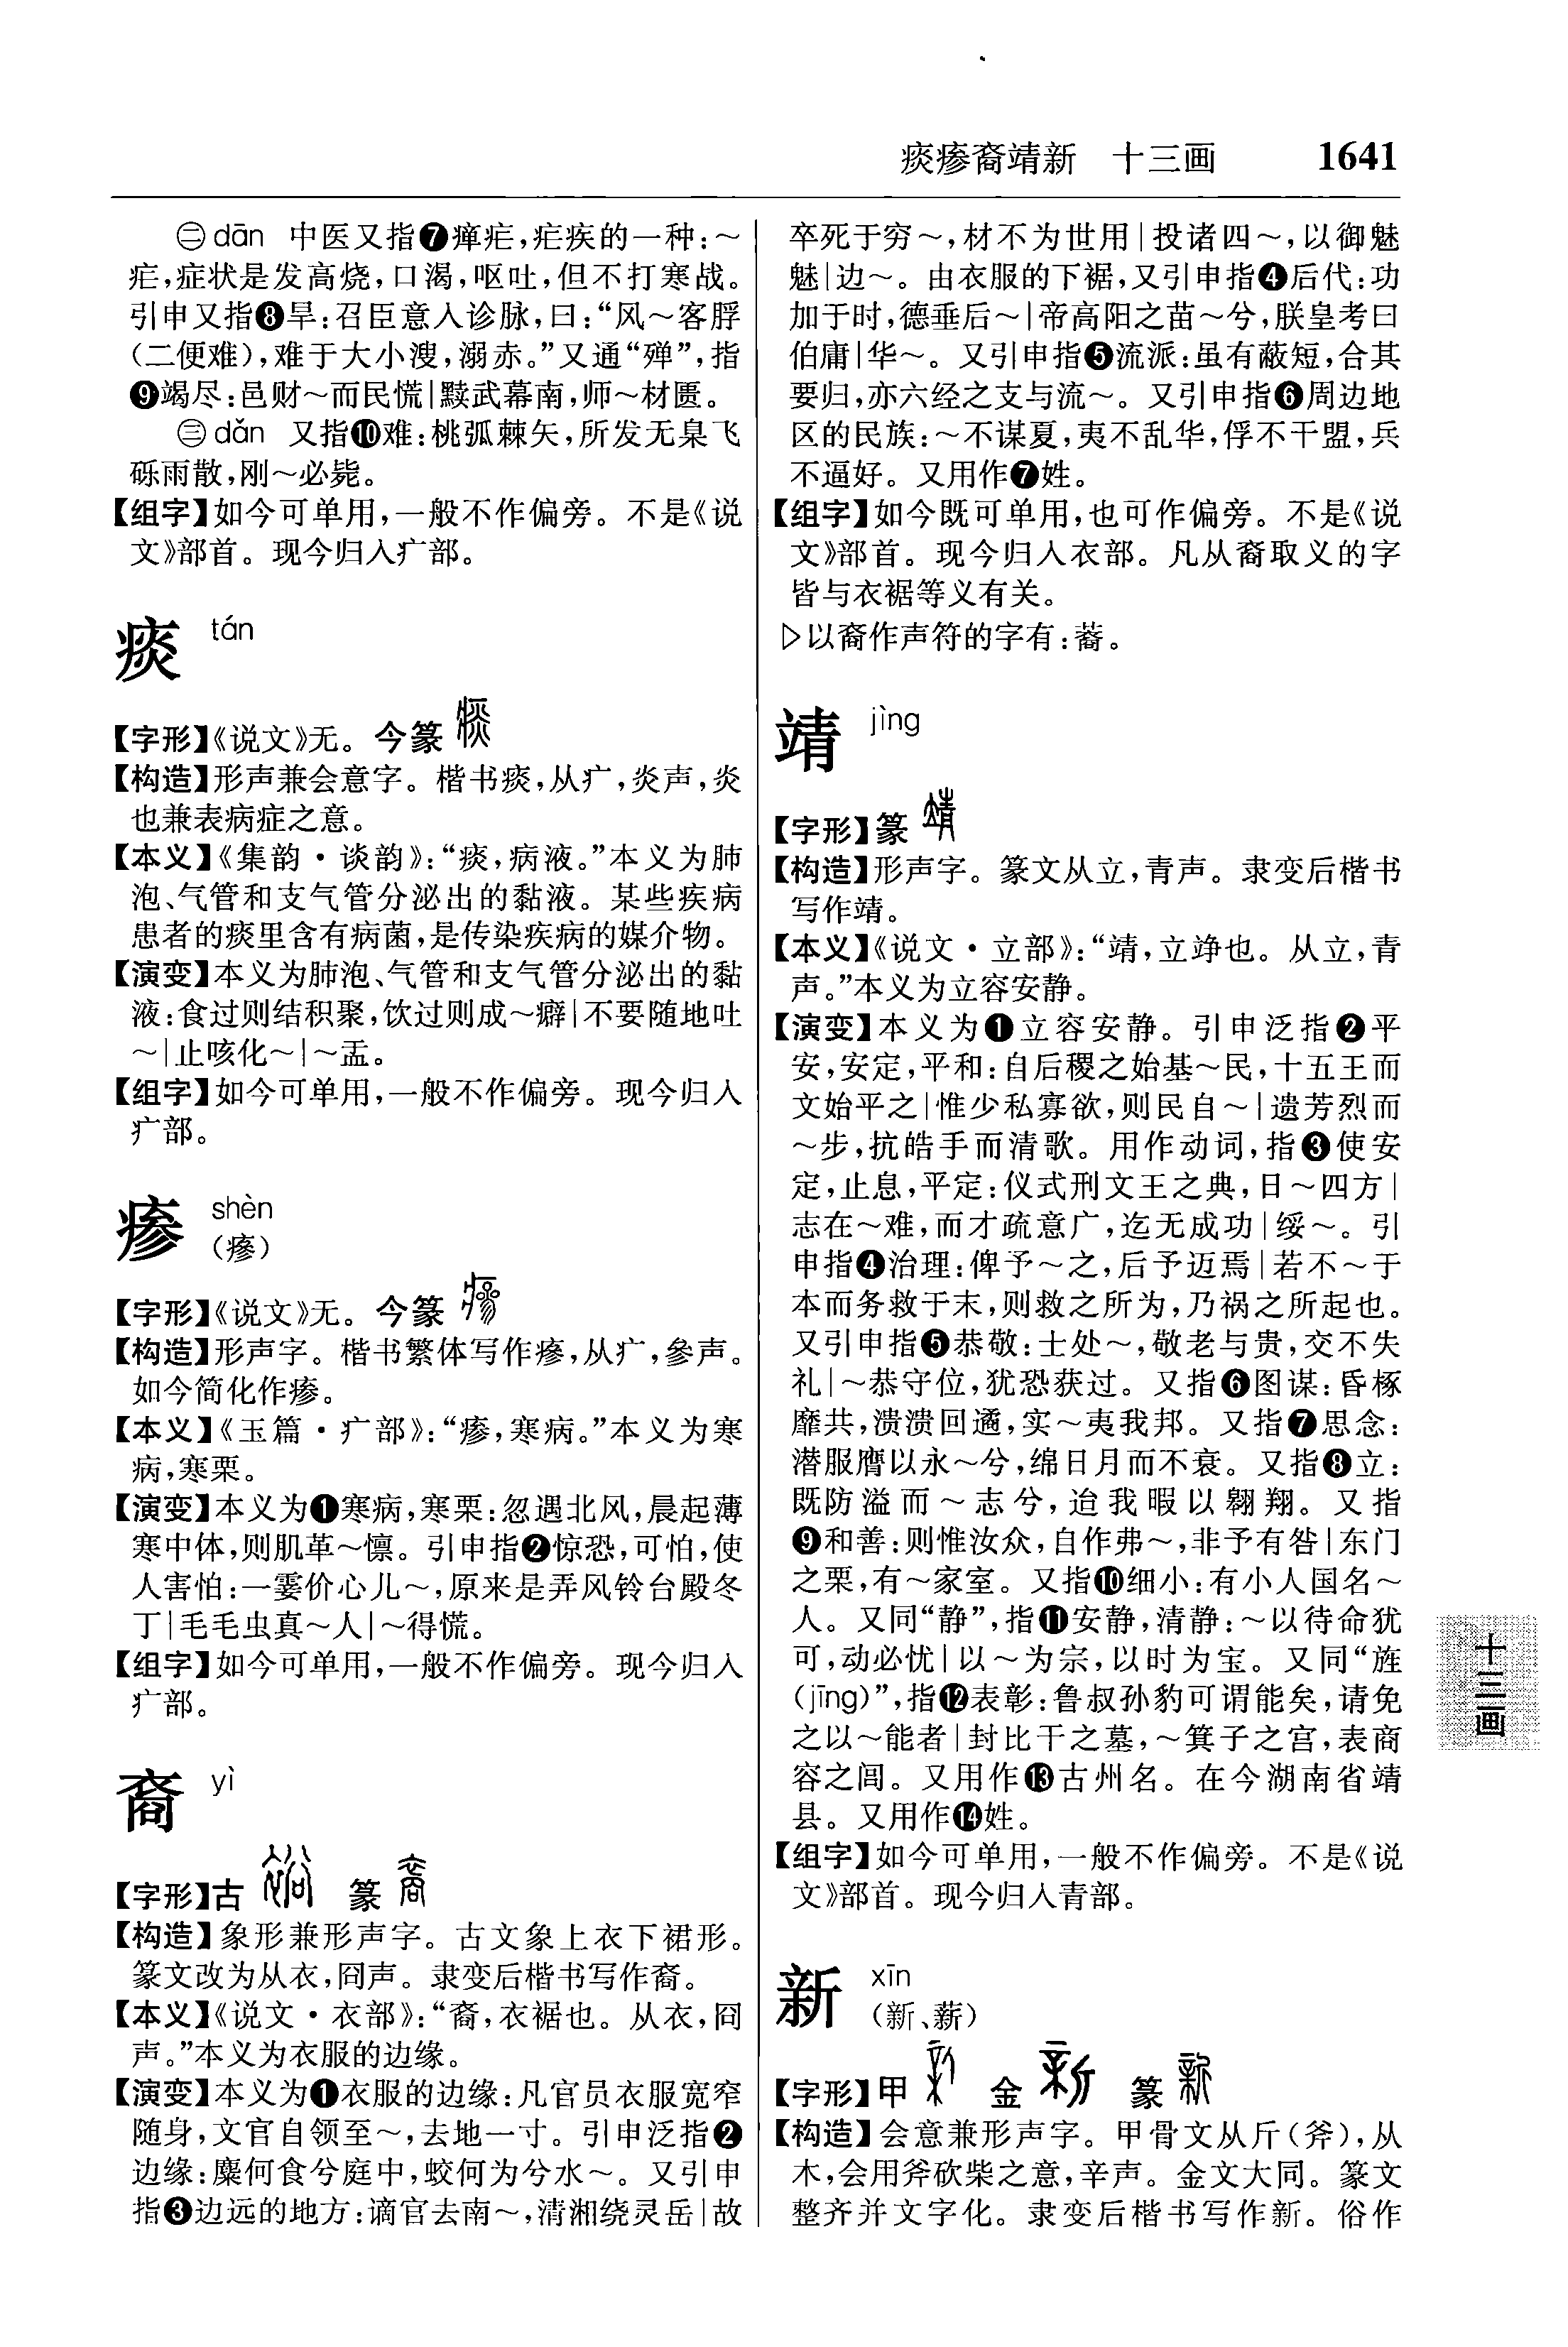 痰瘆裔靖新　十三画　1641
㊁dān 中医又指❼瘅疟,疟疾的一种:～
疟,症状是发高烧,口渴,呕吐,但不打寒战。
引申又指❽旱:召臣意入诊脉,曰:“风～客脬
(二便难),难于大小溲,溺赤。”又通“殚”,指
❾竭尽:邑财～而民慌|黩武幕南,师～材匮。
㊂dǎn 又指❿难:桃弧棘矢,所发无臬飞
砾雨散,刚～必毙。
【组字】如今可单用,一般不作偏旁。不是《说
文》部首。现今归入疒部。
痰 tán
【字形】《说文》无。今篆
【构造】形声兼会意字。楷书痰,从疒,炎声,炎
也兼表病症之意。
【本义】《集韵·谈韵》:“痰,病液。”本义为肺
泡、气管和支气管分泌出的黏液。某些疾病
患者的痰里含有病菌,是传染疾病的媒介物。
【演变】本义为肺泡、气管和支气管分泌出的黏
液:食过则结积聚,饮过则成～癖|不要随地吐
～|止咳化～|～盂。
【组字】如今可单用,一般不作偏旁。现今归入
疒部。
瘆 shèn
(瘮)
【字形】《说文》无。今篆
【构造】形声字。楷书繁体写作瘮,从疒,參声。
如今简化作瘆。
【本义】《玉篇·疒部》:“瘆,寒病。”本义为寒
病,寒栗。
【演变】本义为❶寒病,寒栗:忽遇北风,晨起薄
寒中体,则肌革～懔。引申指❷惊恐,可怕,使
人害怕:一霎价心儿～,原来是弄风铃台殿冬
丁|毛毛虫真～人|～得慌。
【组字】如今可单用,一般不作偏旁。现今归入
疒部。
裔 yì
【字形】古 篆
【构造】象形兼形声字。古文象上衣下裙形。
篆文改为从衣,冏声。隶变后楷书写作裔。
【本义】《说文·衣部》:“裔,衣裾也。从衣,冏
声。”本义为衣服的边缘。
【演变】本义为❶衣服的边缘:凡官员衣服宽窄
随身,文官自领至～,去地一寸。引申泛指❷
边缘:麋何食兮庭中,蛟何为兮水～。又引申
指❸边远的地方:谪官去南～,清湘绕灵岳|故
卒死于穷～,材不为世用|投诸四～,以御魅
魅|边～。由衣服的下裾,又引申指❹后代:功
加于时,德垂后～|帝高阳之苗～兮,朕皇考曰
伯庸|华～。又引申指❺流派:虽有蔽短,合其
要归,亦六经之支与流～。又引申指❻周边地
区的民族:～不谋夏,夷不乱华,俘不干盟,兵
不逼好。又用作❼姓。
【组字】如今既可单用,也可作偏旁。不是《说
文》部首。现今归入衣部。凡从裔取义的字
皆与衣裾等义有关。
▷以裔作声符的字有:蓹。
靖 jìng
【字形】篆
【构造】形声字。篆文从立,青声。隶变后楷书
写作靖。
【本义】《说文·立部》:“靖,立竫也。从立,青
声。”本义为立容安静。
【演变】本义为❶立容安静。引申泛指❷平
安,安定,平和:自后稷之始基～民,十五王而
文始平之|惟少私寡欲,则民自～|遗芳烈而
～步,抗皓手而清歌。用作动词,指❸使安
定,止息,平定:仪式刑文王之典,日～四方|
志在～难,而才疏意广,迄无成功|绥～。引
申指❹治理:俾予～之,后予迈焉|若不～于
本而务救于末,则救之所为,乃祸之所起也。
又引申指❺恭敬:士处～,敬老与贵,交不失
礼|～恭守位,犹恐获过。又指❻图谋:昏椓
靡共,溃溃回遹,实～夷我邦。又指❼思念:
潜服膺以永～兮,绵日月而不衰。又指❽立:
既防溢而～志兮,迨我暇以翱翔。又指
❾和善:则惟汝众,自作弗～,非予有咎|东门
之栗,有～家室。又指❿细小:有小人国名～
人。又同“静”,指⓫安静,清静:～以待命犹
可,动必忧|以～为宗,以时为宝。又同“旌
(jīng)”,指⓬表彰:鲁叔孙豹可谓能矣,请免
之以～能者|封比干之墓,～箕子之宫,表商
容之闾。又用作⓭古州名。在今湖南省靖
县。又用作⓮姓。
【组字】如今可单用,一般不作偏旁。不是《说
文》部首。现今归入青部。
新 xīn
(新、薪)
【字形】甲 金 篆
【构造】会意兼形声字。甲骨文从斤(斧),从
木,会用斧砍柴之意,辛声。金文大同。篆文
整齐并文字化。隶变后楷书写作新。俗作
十三画